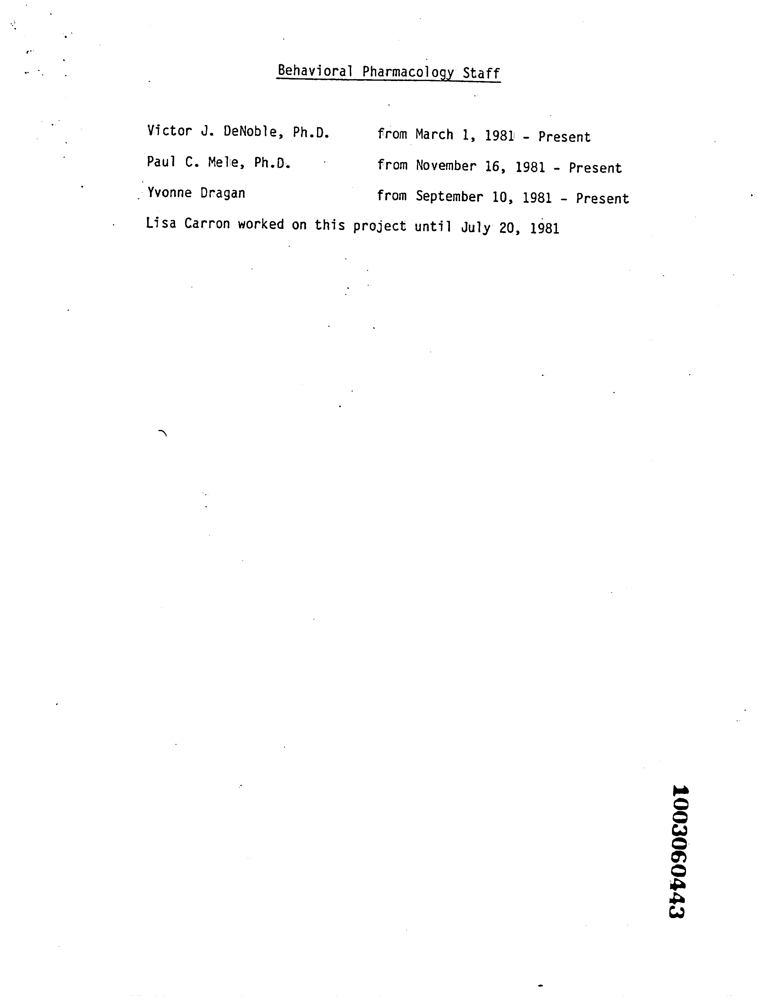 Behavioral Pharmacology Staff
Victor J. DeNoble, Ph.D. from March 1, 1981 - Present
Paul C. Mele, Ph.D. from November 16, 1981 - Present
Yvonne Dragan from September 10, 1981 - Present
Lisa Carron worked on this project until July 20, 1981
1003060443